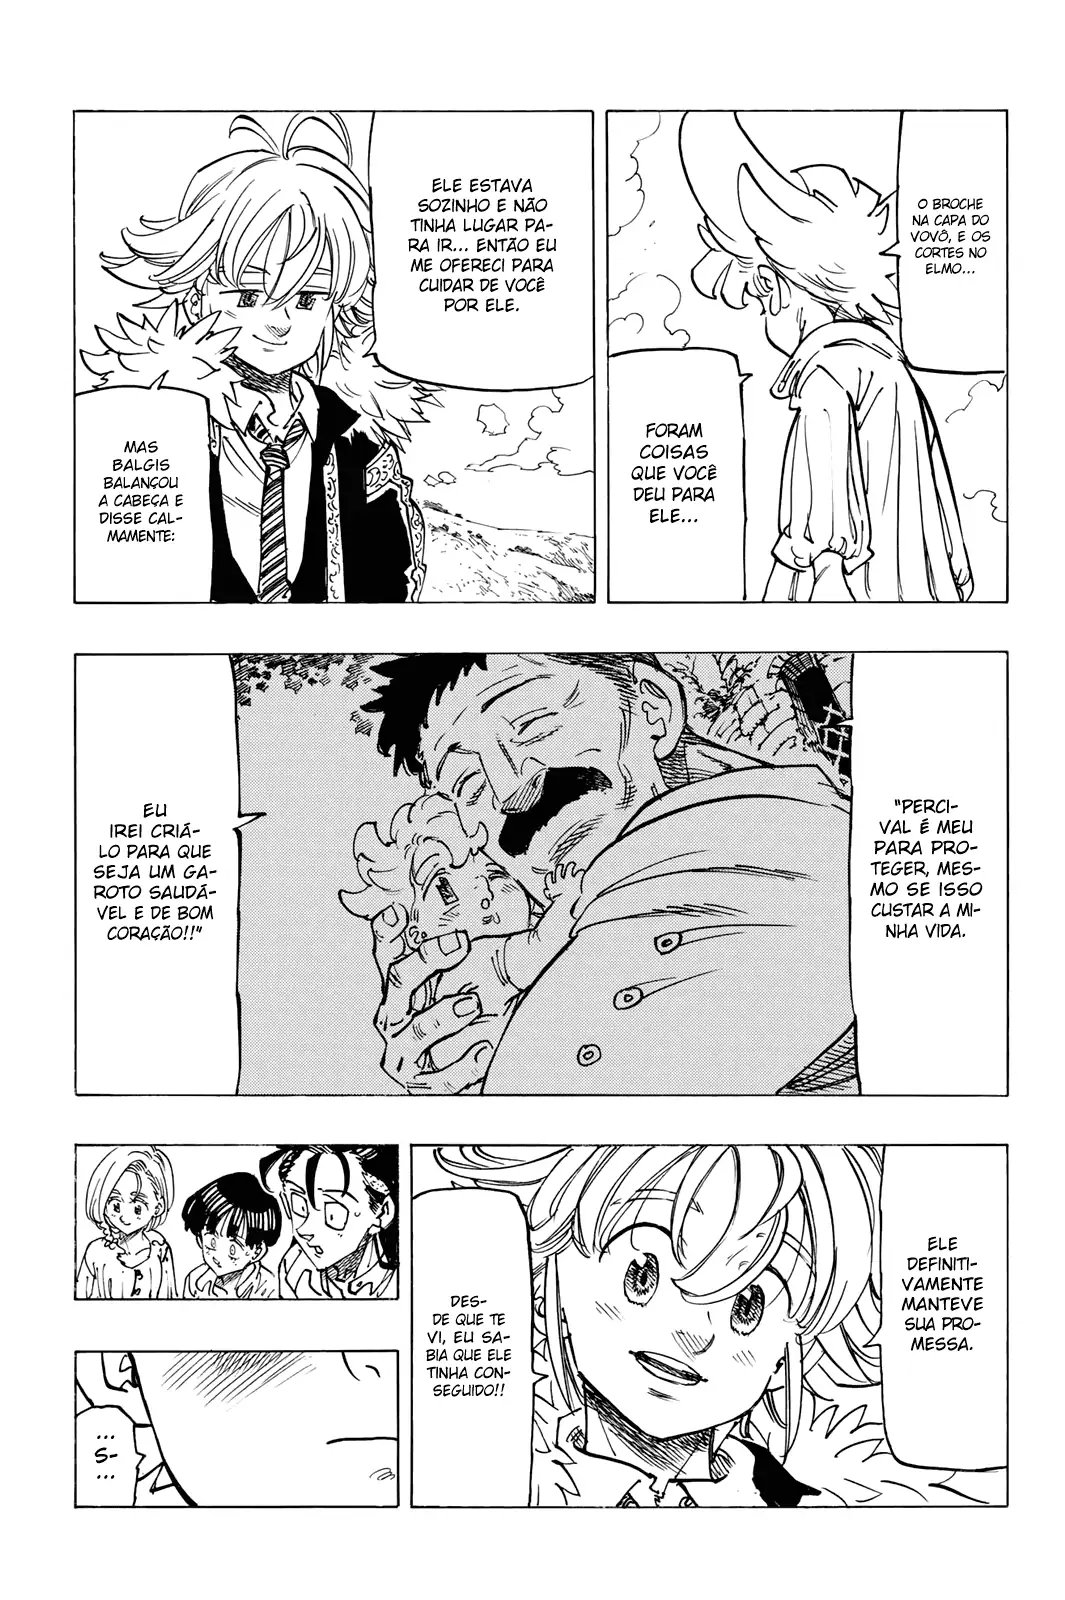 O BROCHE
NA CAPA DO
VOVÔ, E OS
CORTES NO
ELMO...
FORAM
COISAS
QUE VOCÊ
DEU PARA
ELE...
ELE ESTAVA
SOZINHO E NÃO
TINHA LUGAR PA-
RA IR... ENTÃO EU
ME OFERECI PARA
CUIDAR DE VOCÊ
POR ELE.
MAS
BALGIS
BALANÇOU
A CABEÇA E
DISSE CAL-
MAMENTE:
"PERCI-
VAL É MEU
PARA PRO-
TEGER, MES-
MO SE ISSO
CUSTAR A MI-
NHA VIDA.
EU
IREI CRIÁ-
LO PARA QUE
SEJA UM GA-
ROTO SAUDÁ-
VEL E DE BOM
CORAÇÃO!!"
ELE
DEFINITI-
VAMENTE
MANTEVE
SUA PRO-
MESSA.
DES-
DE QUE TE
VI, EU SA-
BIA QUE ELE
TINHA CON-
SEGUIDO!!
...
S-
...